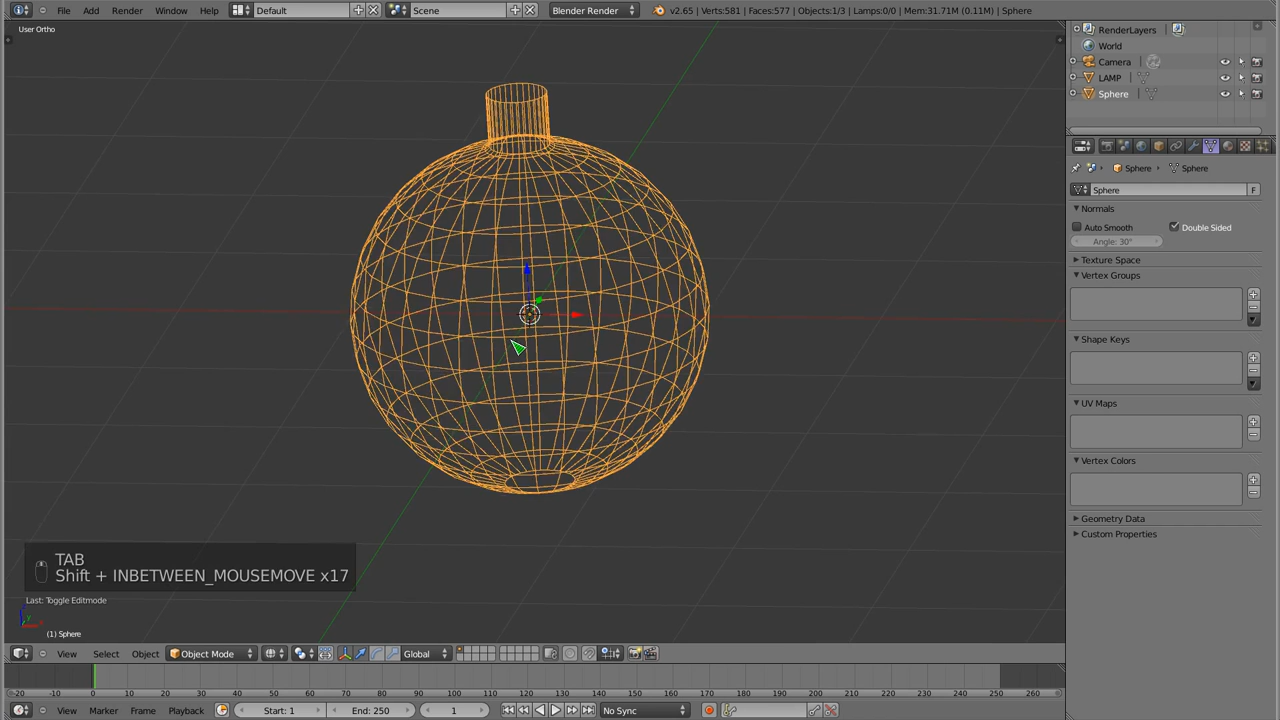 File Add Render Window Help Default Scene Blender Render v2.65 | Verts:581 | Faces:577 | Objects:1/3 | Lamps:0/0 | Mem:31.71M (0.11M) | Sphere
User Ortho
RenderLayers
World
Camera
LAMP
Sphere
Sphere Sphere
Sphere F
Normals
Auto Smooth Double Sided
Angle: 30°
Texture Space
Vertex Groups
Shape Keys
UV Maps
Vertex Colors
Geometry Data
Custom Properties
TAB
Shift + INBETWEEN_MOUSEMOVE x17
Last: Toggle Editmode
(1) Sphere
View Select Object Object Mode Global
-20 -10 0 10 20 30 40 50 60 70 80 90 100 110 120 130 140 150 160 170 180 190 200 210 220 230 240 250 260
View Marker Frame Playback Start: 1 End: 250 1 No Sync